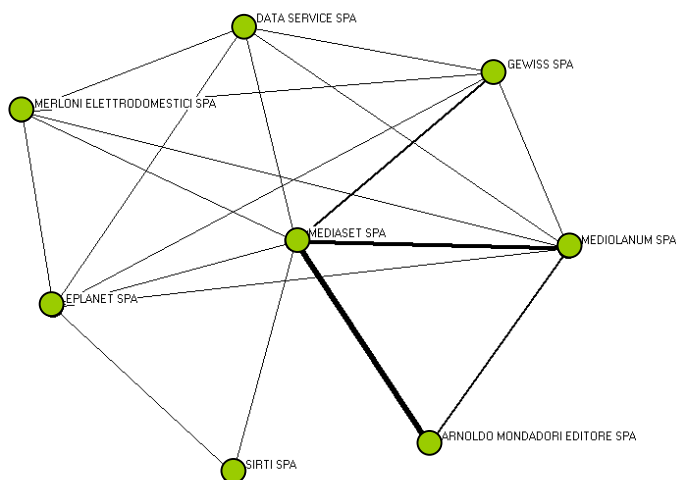 DATA SERVICE SPA
GEWISS SPA
MERLONI ELETTRODOMESTICI SPA
MEDIASET SPA
MEDIOLANUM SPA
EPLANET SPA
ARNOLDO MONDADORI EDITORE SPA
SIRTI SPA